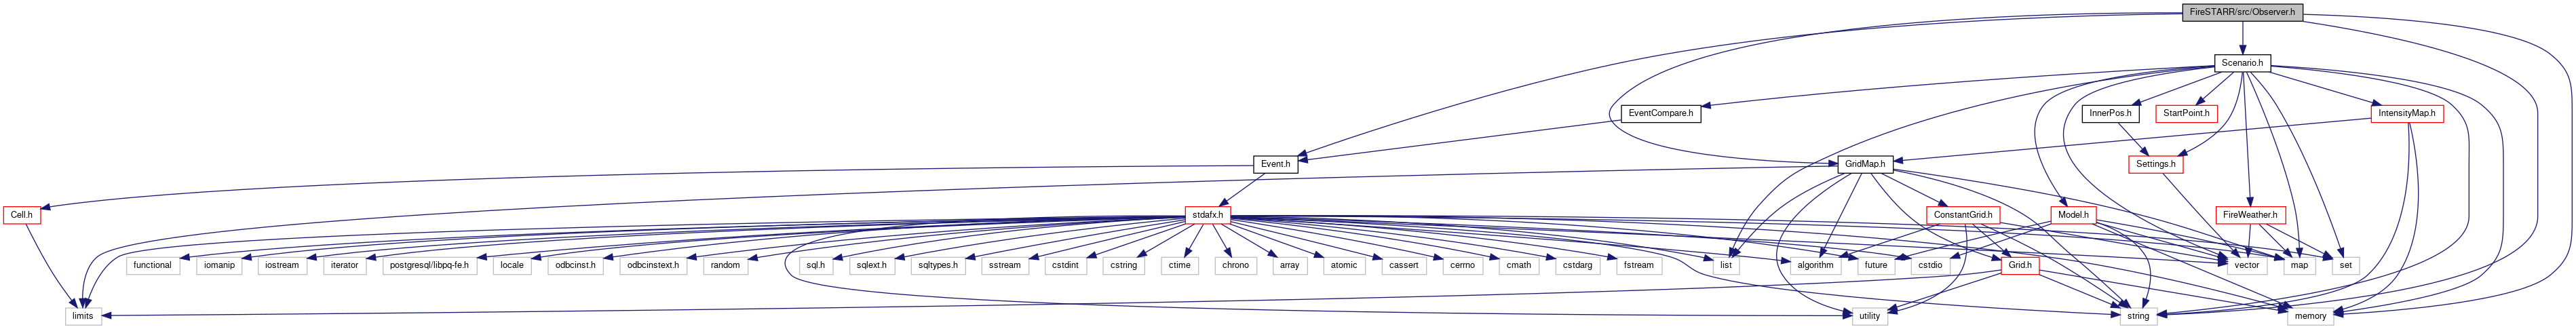 FireSTARR/src/Observer.h
Scenario.h
EventCompare.h
InnerPos.h
StartPoint.h
IntensityMap.h
Event.h
GridMap.h
Settings.h
Cell.h
stdafx.h
ConstantGrid.h
Model.h
FireWeather.h
functional
iomanip
iostream
iterator
postgresql/libpq-fe.h
locale
odbcinst.h
odbcinstext.h
random
sql.h
sqlext.h
sqltypes.h
sstream
cstdint
cstring
ctime
chrono
array
atomic
cassert
cerrno
cmath
cstdarg
fstream
list
algorithm
future
cstdio
Grid.h
vector
map
set
limits
utility
string
memory